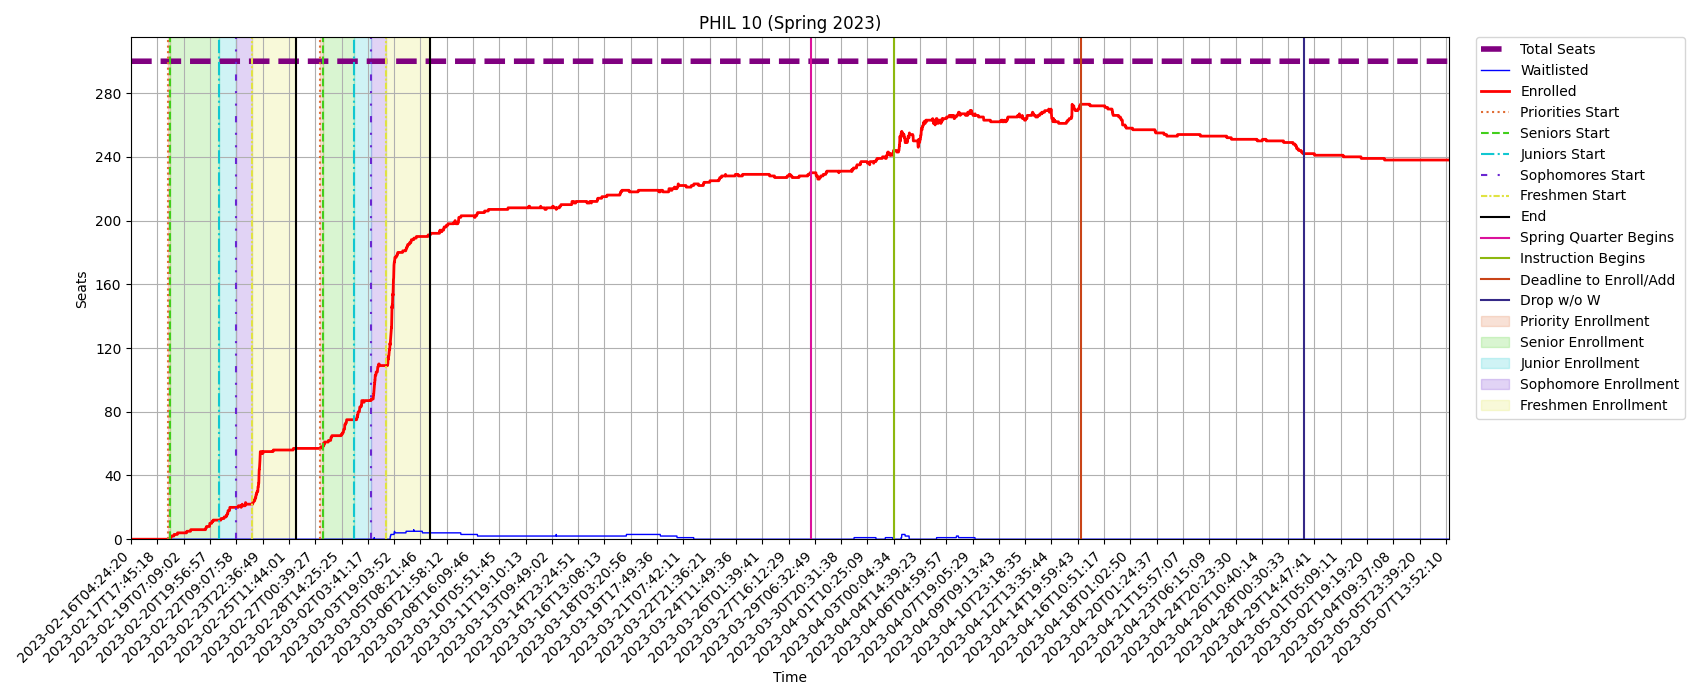 PHIL 10 (Spring 2023)
Seats
280
240
200
160
120
80
40
0
2023-02-16T04:24:20
2023-02-17T17:45:18
2023-02-19T07:09:02
2023-02-20T19:56:57
2023-02-22T09:07:58
2023-02-23T22:36:49
2023-02-25T11:44:01
2023-02-27T00:39:27
2023-02-28T14:25:25
2023-03-02T03:41:17
2023-03-03T19:03:52
2023-03-05T08:21:46
2023-03-06T21:58:12
2023-03-08T16:09:46
2023-03-10T05:51:45
2023-03-11T19:10:13
2023-03-13T09:49:02
2023-03-14T23:24:51
2023-03-16T13:08:13
2023-03-18T03:20:56
2023-03-19T17:49:36
2023-03-21T07:42:11
2023-03-22T21:36:21
2023-03-24T11:49:36
2023-03-26T01:39:41
2023-03-27T16:12:29
2023-03-29T06:32:49
2023-03-30T20:31:38
2023-04-01T10:25:09
2023-04-03T00:04:34
2023-04-04T14:39:23
2023-04-06T04:59:57
2023-04-07T19:05:29
2023-04-09T09:13:43
2023-04-10T23:18:35
2023-04-12T13:35:44
2023-04-14T19:59:43
2023-04-16T10:51:17
2023-04-18T01:02:50
2023-04-20T01:24:37
2023-04-21T15:57:07
2023-04-23T06:15:09
2023-04-24T20:23:30
2023-04-26T10:40:14
2023-04-28T00:30:33
2023-04-29T14:47:41
2023-05-01T05:09:11
2023-05-02T19:19:20
2023-05-04T09:37:08
2023-05-05T23:39:20
2023-05-07T13:52:10
Time
Total Seats
Waitlisted
Enrolled
Priorities Start
Seniors Start
Juniors Start
Sophomores Start
Freshmen Start
End
Spring Quarter Begins
Instruction Begins
Deadline to Enroll/Add
Drop w/o W
Priority Enrollment
Senior Enrollment
Junior Enrollment
Sophomore Enrollment
Freshmen Enrollment